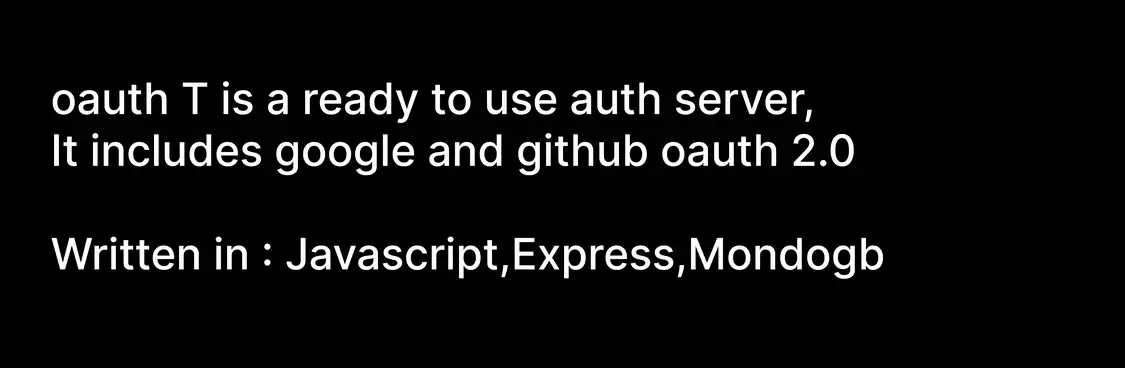 oauth T is a ready to use auth server,
It includes google and github oauth 2.0
Written in : Javascript,Express,Mondogb